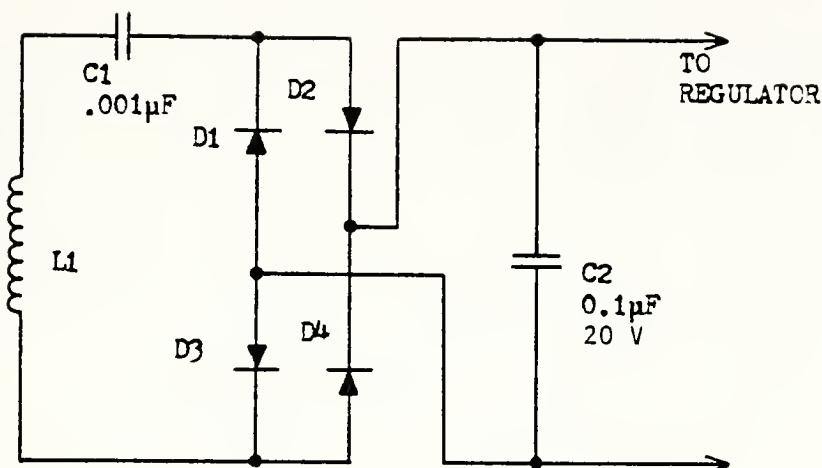 C1
.001µF
D2
TO
REGULATOR
D1
L1
C2
0.1µF
20 V
D3
D4